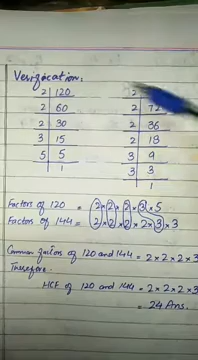 Verification:
2 | 120    2 |
2 | 60    2 | 72
2 | 30    2 | 36
3 | 15    2 | 18
5 | 5    3 | 9
1    3 | 3
1
Factors of 120 = 2×2×2×3×5
Factors of 144 = 2×2×2×2×3×3
Common factors of 120 and 144 = 2×2×2×3
Therefore
HCF of 120 and 144 = 2×2×2×3
= 24 Ans.